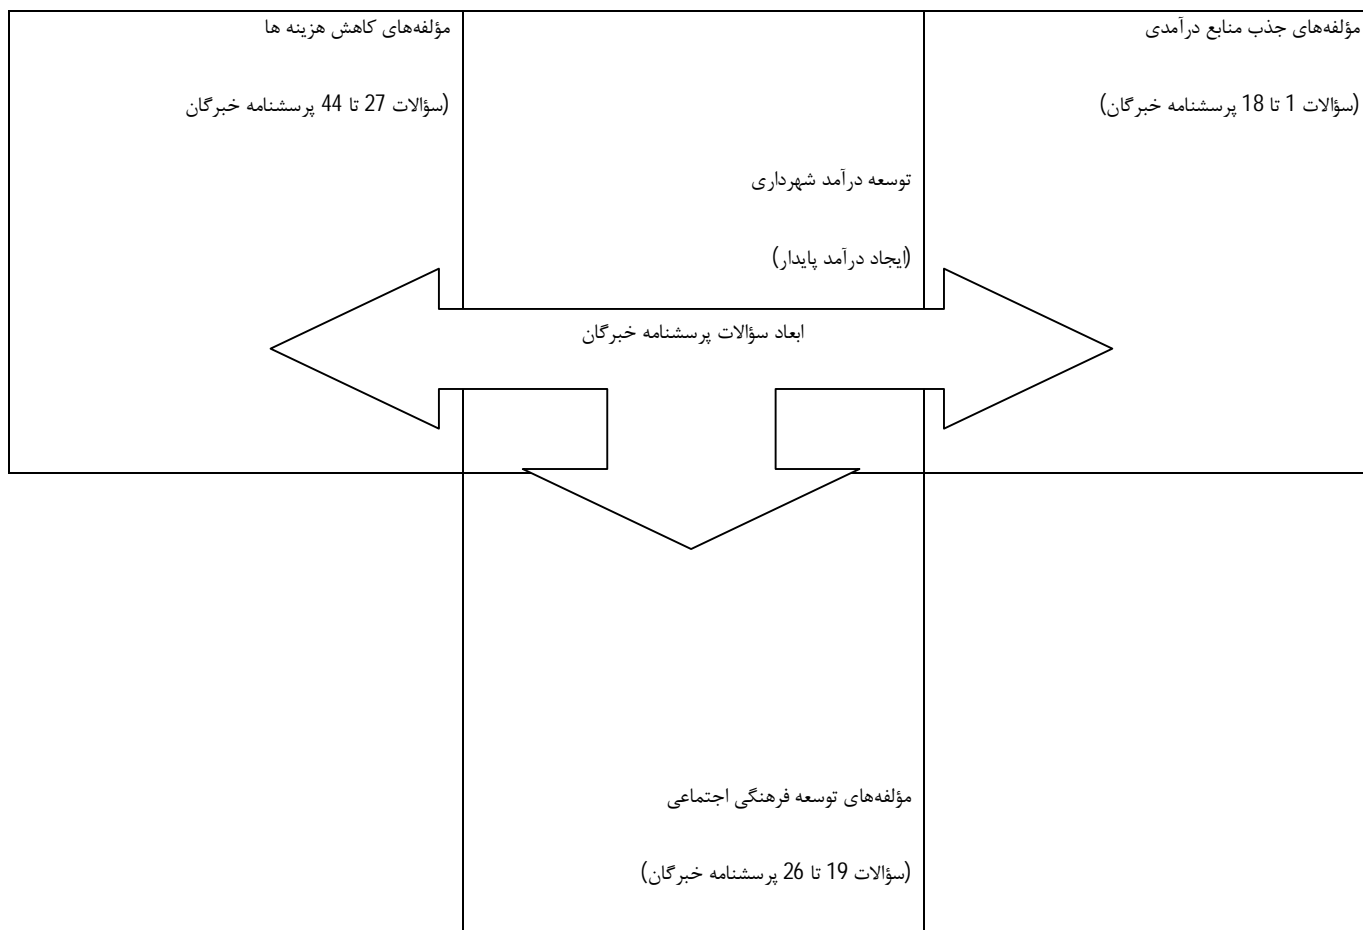 مؤلفه‌های جذب منابع درآمدی
(سؤالات 1 تا 18 پرسشنامه خبرگان)
توسعه درآمد شهرداری
(ایجاد درآمد پایدار)
مؤلفه‌های کاهش هزینه ها
(سؤالات 27 تا 44 پرسشنامه خبرگان
ابعاد سؤالات پرسشنامه خبرگان
مؤلفه‌های توسعه فرهنگی اجتماعی
(سؤالات 19 تا 26 پرسشنامه خبرگان)